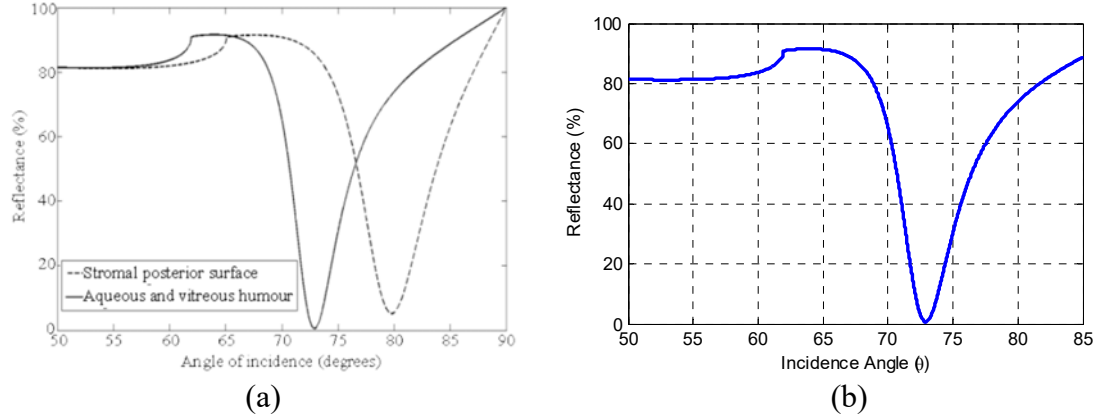 100
80
60
40
20
0
Reflectance (%)
Stromal posterior surface
Aqueous and vitreous humour
50 55 60 65 70 75 80 85 90
Angle of incidence (degrees)
(a)
100
80
60
40
20
0
Reflectance (%)
50 55 60 65 70 75 80 85
Incidence Angle (θ)
(b)